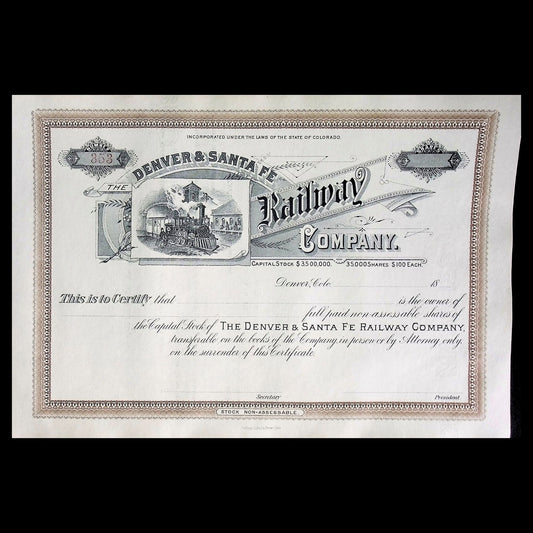 INCORPORATED UNDER THE LAWS OF THE STATE OF COLORADO.
353
THE
DENVER & SANTA FE
Railway
COMPANY.
CAPITAL STOCK $3,500,000. 35000 SHARES $100 EACH.
Denver, Colo 18
This is to Certify that is the owner of
full paid non-assessable shares of
the Capital Stock of THE DENVER & SANTA FE RAILWAY COMPANY,
transferable on the books of the Company, in person or by Attorney only
on the surrender of this Certificate.
Secretary President
STOCK NON-ASSESSABLE